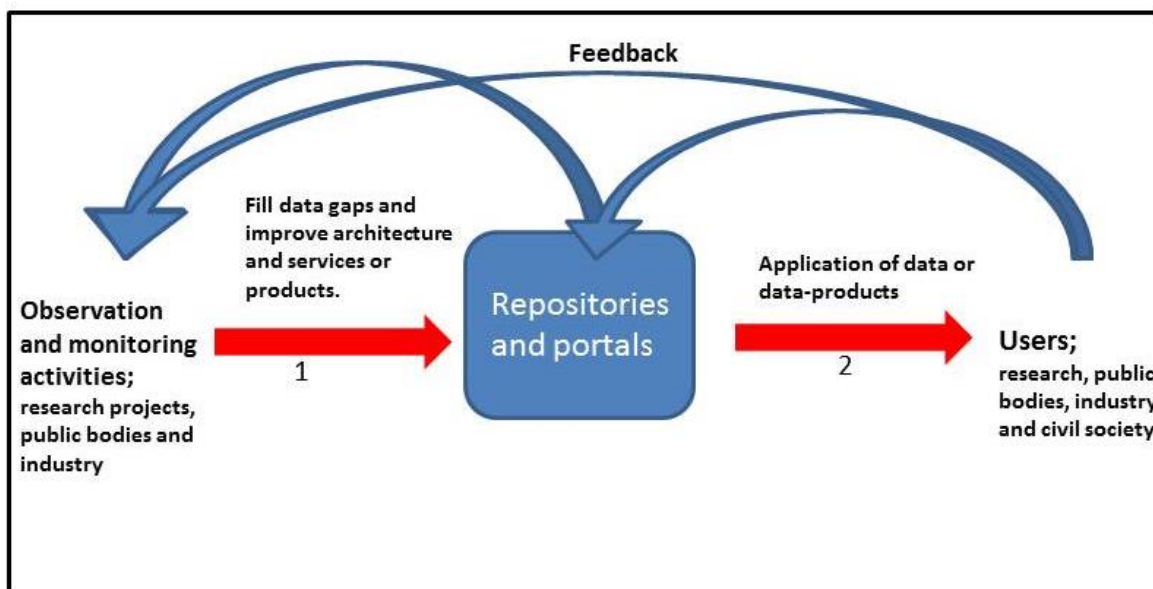 Feedback
Fill data gaps and
improve architecture
and services or
products.
Observation
and monitoring
activities;
research projects,
public bodies and
industry
1
Repositories
and portals
Application of data or
data-products
2
Users;
research, public
bodies, industry
and civil society